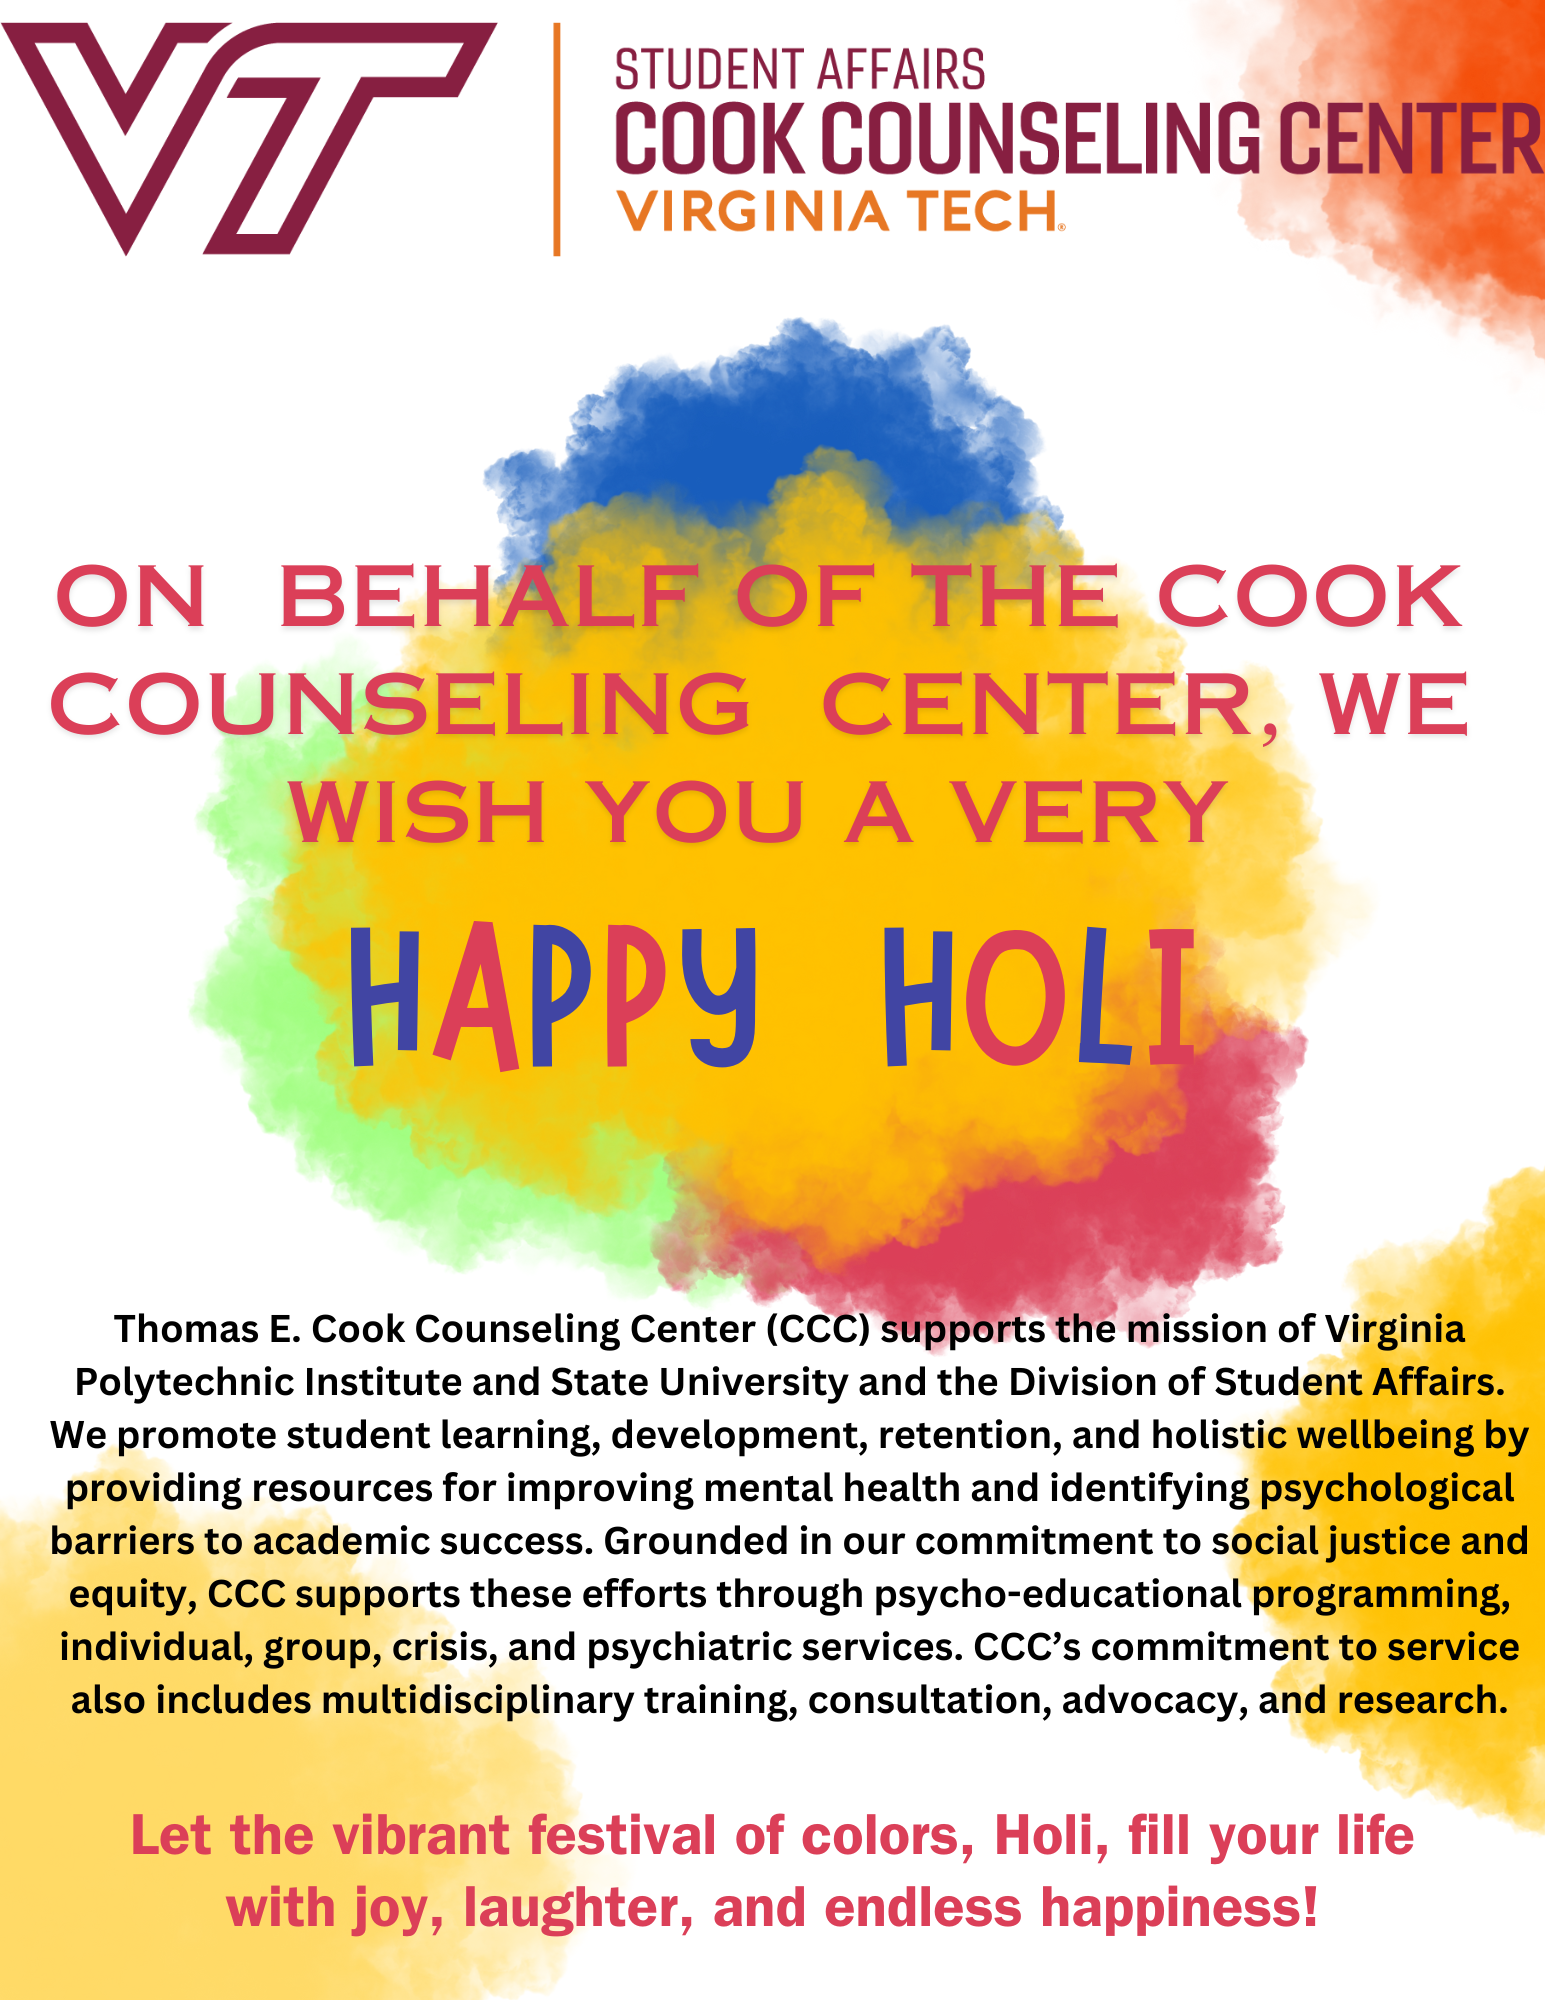 VT
STUDENT AFFAIRS
COOK COUNSELING CENTER
VIRGINIA TECH®
ON BEHALF OF THE COOK
COUNSELING CENTER, WE
WISH YOU A VERY
HAPPY HOLI
Thomas E. Cook Counseling Center (CCC) supports the mission of Virginia
Polytechnic Institute and State University and the Division of Student Affairs.
We promote student learning, development, retention, and holistic wellbeing by
providing resources for improving mental health and identifying psychological
barriers to academic success. Grounded in our commitment to social justice and
equity, CCC supports these efforts through psycho-educational programming,
individual, group, crisis, and psychiatric services. CCC’s commitment to service
also includes multidisciplinary training, consultation, advocacy, and research.
Let the vibrant festival of colors, Holi, fill your life
with joy, laughter, and endless happiness!